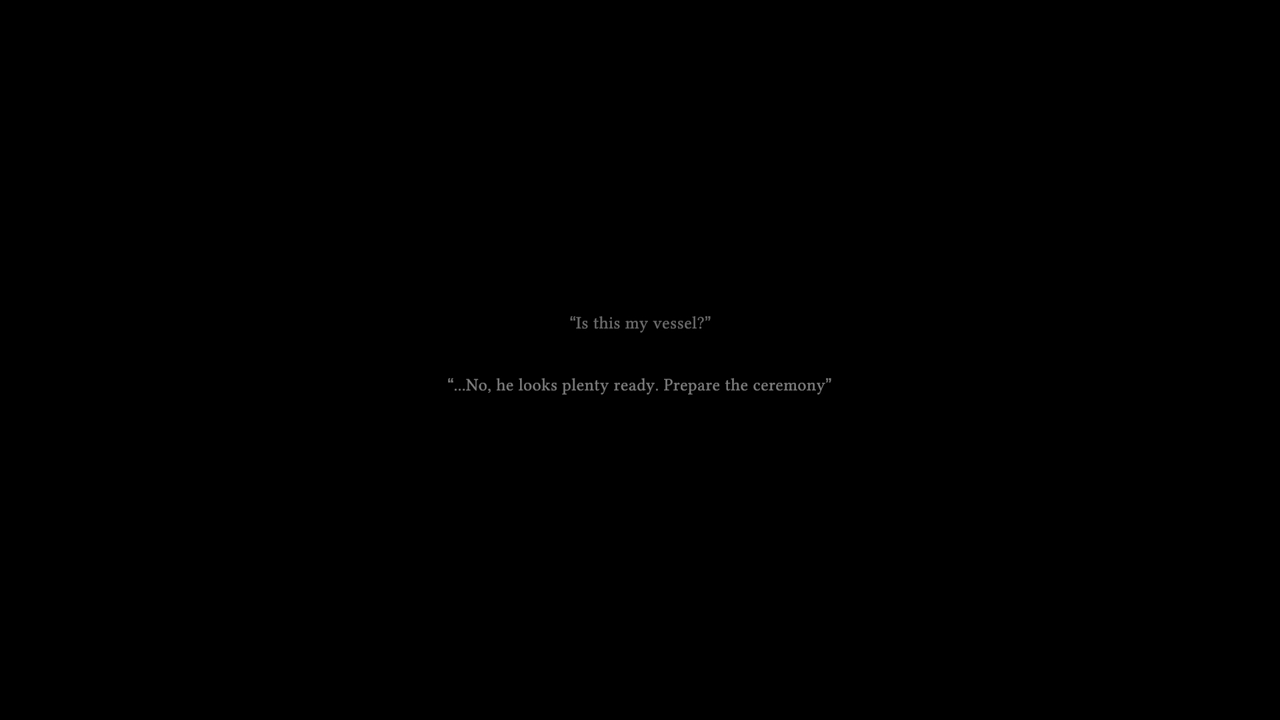 “Is this my vessel?”
“...No, he looks plenty ready. Prepare the ceremony”